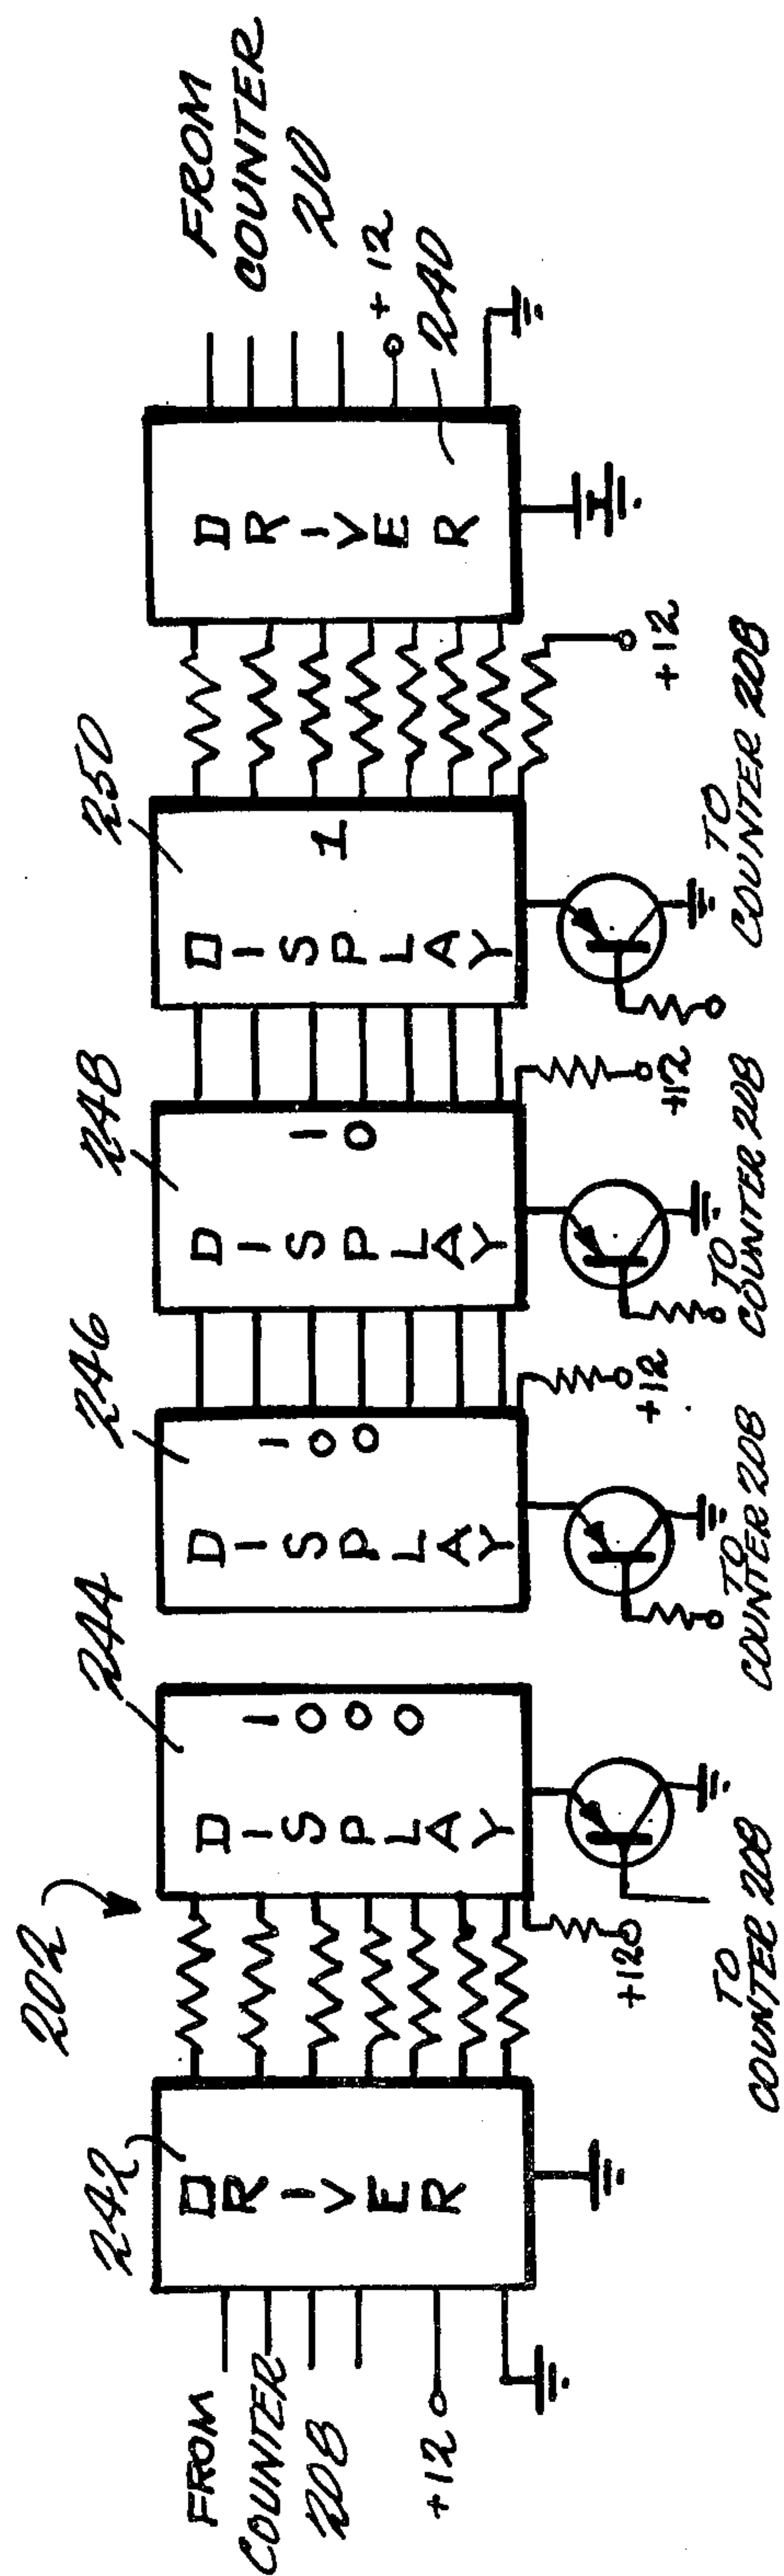 202
242
244
246
248
250
FROM
COUNTER
208
+12
DRIVER
DISPLAY
1000
DISPLAY
100
DISPLAY
10
DISPLAY
1
DRIVER
FROM
COUNTER
210
+12
240
+12
TO
COUNTER 208
+12
TO
COUNTER 208
+12
TO
COUNTER 208
+12
TO
COUNTER 208